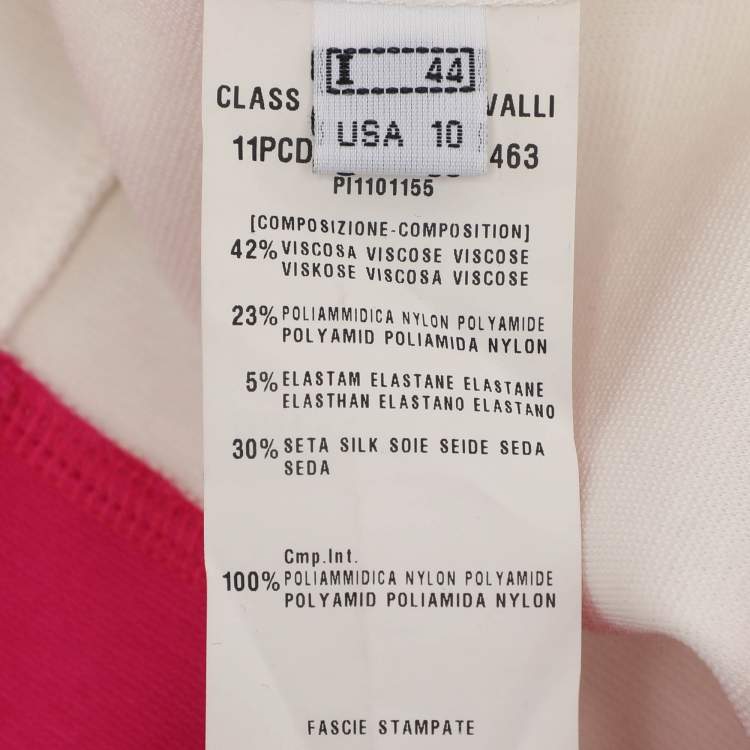 I 44
USA 10
CLASS VALLI
11PCD 463
PI1101155
[COMPOSIZIONE-COMPOSITION]
42% VISCOSA VISCOSE VISCOSE
VISKOSE VISCOSA VISCOSE
23% POLIAMMIDICA NYLON POLYAMIDE
POLYAMID POLIAMIDA NYLON
5% ELASTAM ELASTANE ELASTANE
ELASTHAN ELASTANO ELASTANO
30% SETA SILK SOIE SEIDE SEDA
SEDA
Cmp.Int.
100% POLIAMMIDICA NYLON POLYAMIDE
POLYAMID POLIAMIDA NYLON
FASCIE STAMPATE